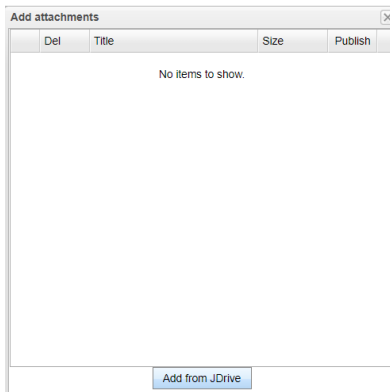 Add attachments
Del Title Size Publish
No items to show.
Add from JDrive